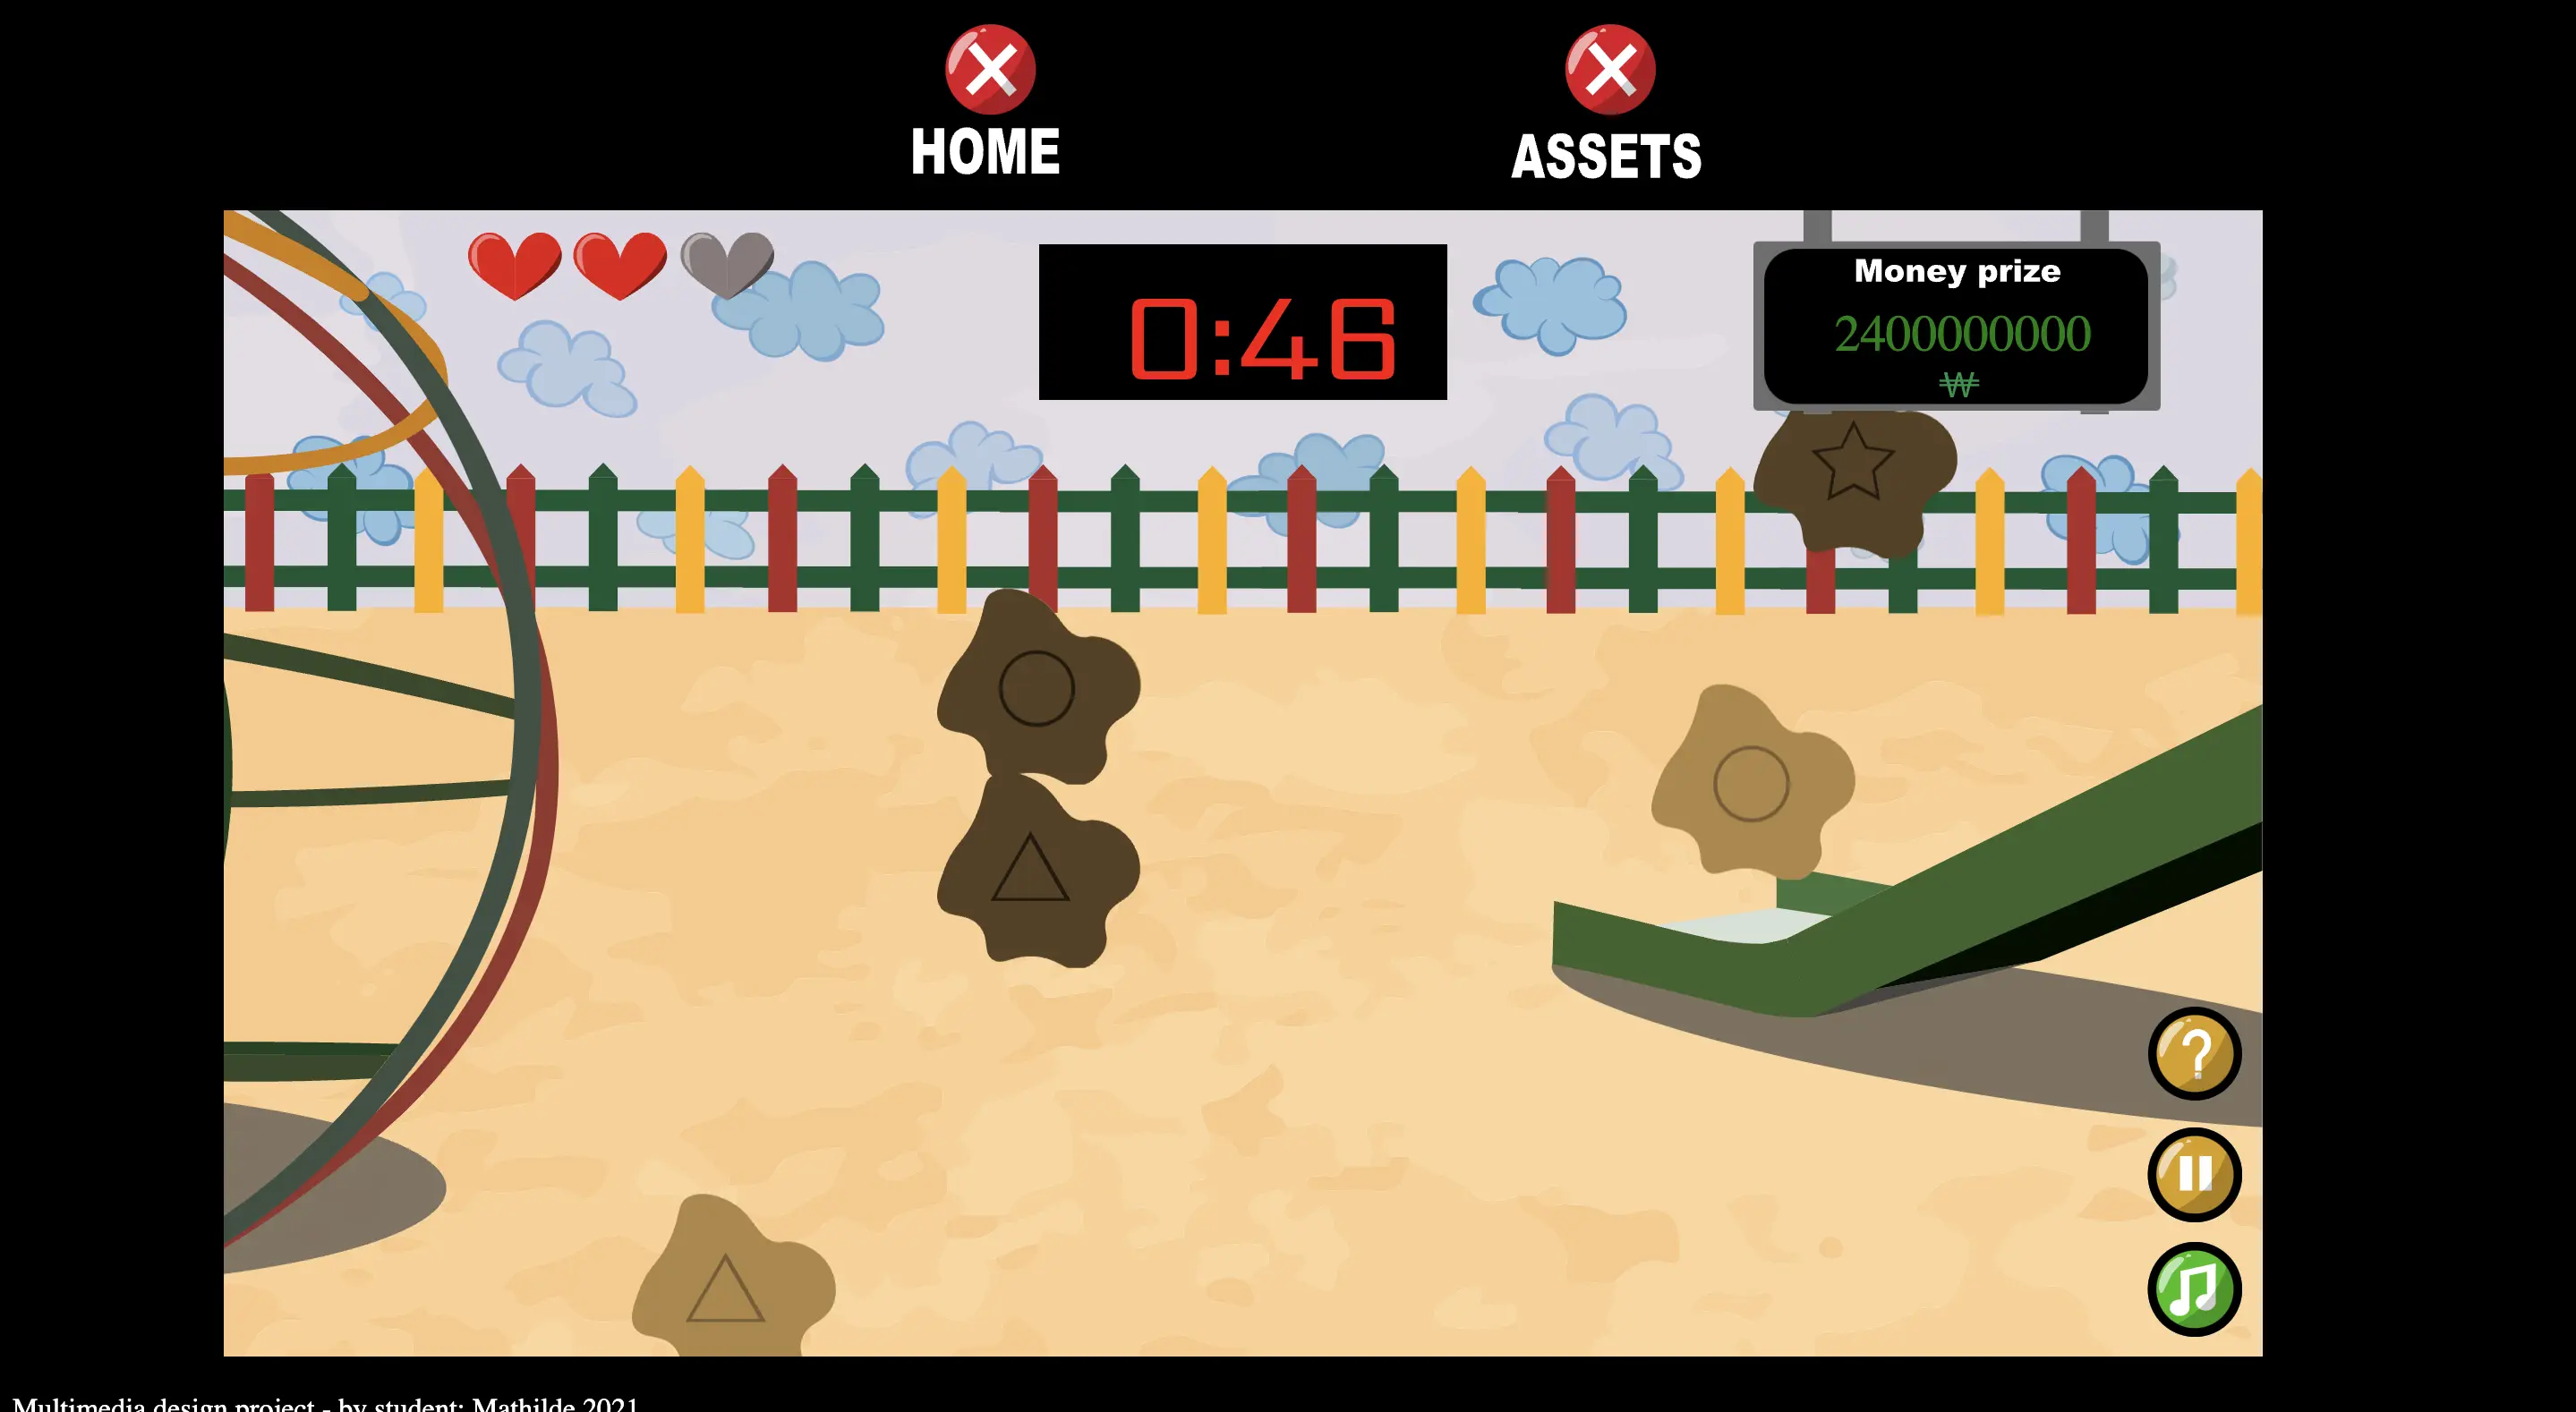 HOME
ASSETS
0:46
Money prize
2400000000
₩
?
Multimedia design project - by student: Mathilde 2021